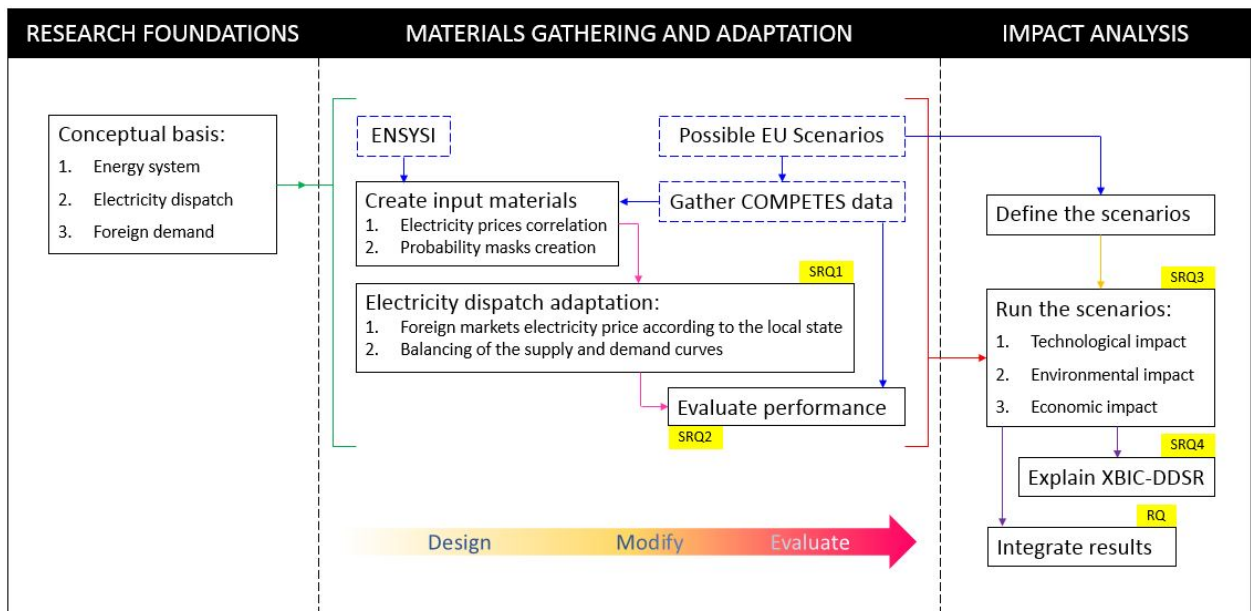 RESEARCH FOUNDATIONS
MATERIALS GATHERING AND ADAPTATION
IMPACT ANALYSIS
Conceptual basis:
1. Energy system
2. Electricity dispatch
3. Foreign demand
ENSYSI
Possible EU Scenarios
Create input materials
1. Electricity prices correlation
2. Probability masks creation
Gather COMPETES data
SRQ1
Electricity dispatch adaptation:
1. Foreign markets electricity price according to the local state
2. Balancing of the supply and demand curves
Evaluate performance
SRQ2
Design
Modify
Evaluate
Define the scenarios
SRQ3
Run the scenarios:
1. Technological impact
2. Environmental impact
3. Economic impact
SRQ4
Explain XBIC-DDSR
RQ
Integrate results